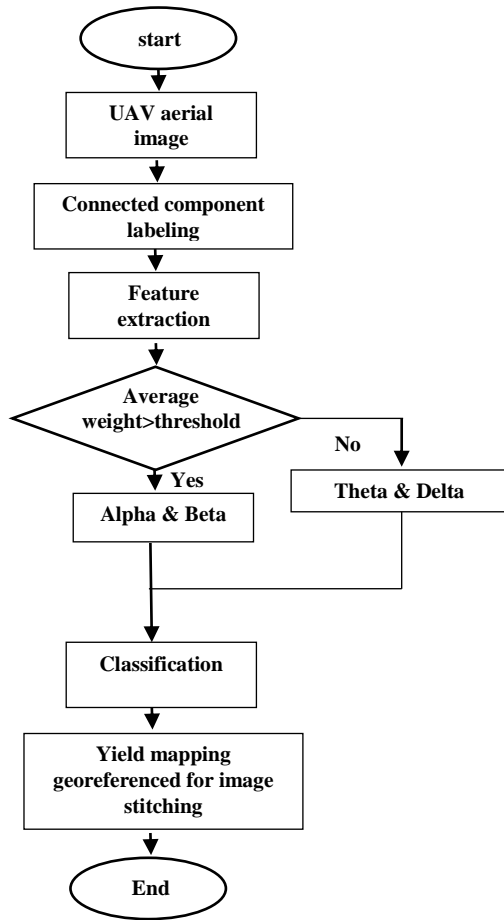 start
UAV aerial
image
Connected component
labeling
Feature
extraction
Average
weight>threshold
No
Yes
Theta & Delta
Alpha & Beta
Classification
Yield mapping
georeferenced for image
stitching
End